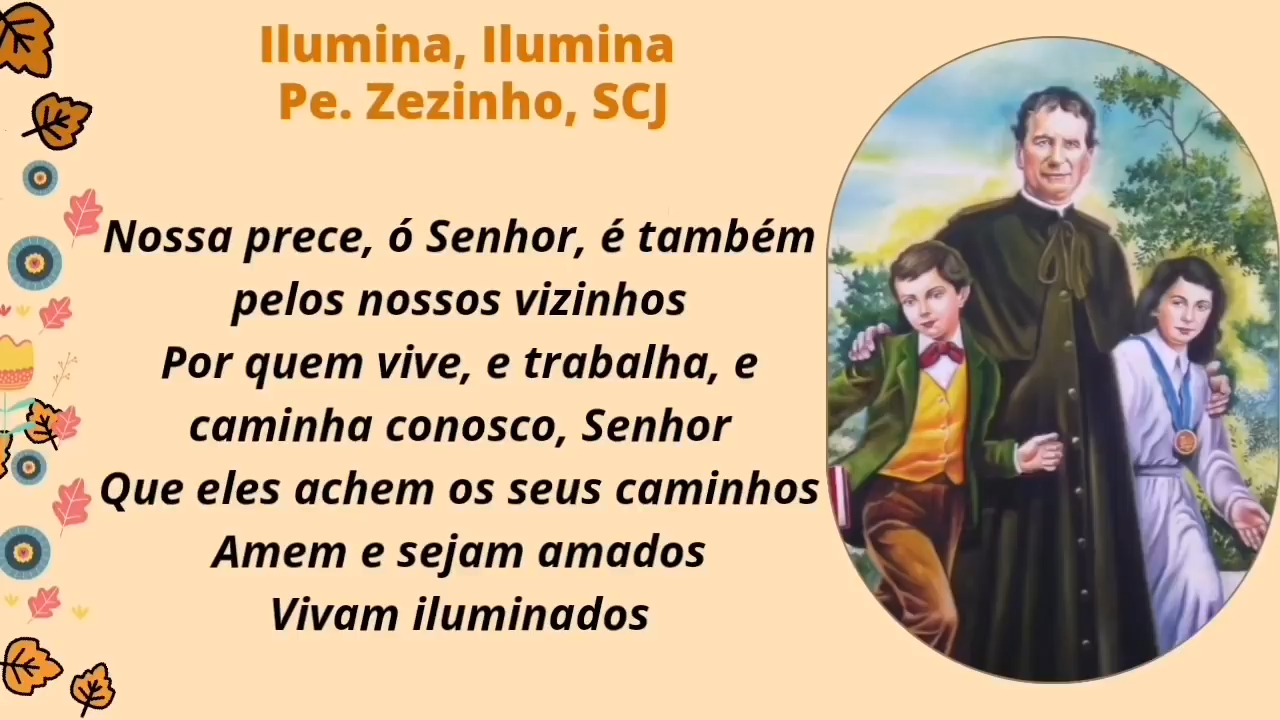 Ilumina, Ilumina
Pe. Zezinho, SCJ
Nossa prece, ó Senhor, é também
pelos nossos vizinhos
Por quem vive, e trabalha, e
caminha conosco, Senhor
Que eles achem os seus caminhos
Amem e sejam amados
Vivam iluminados